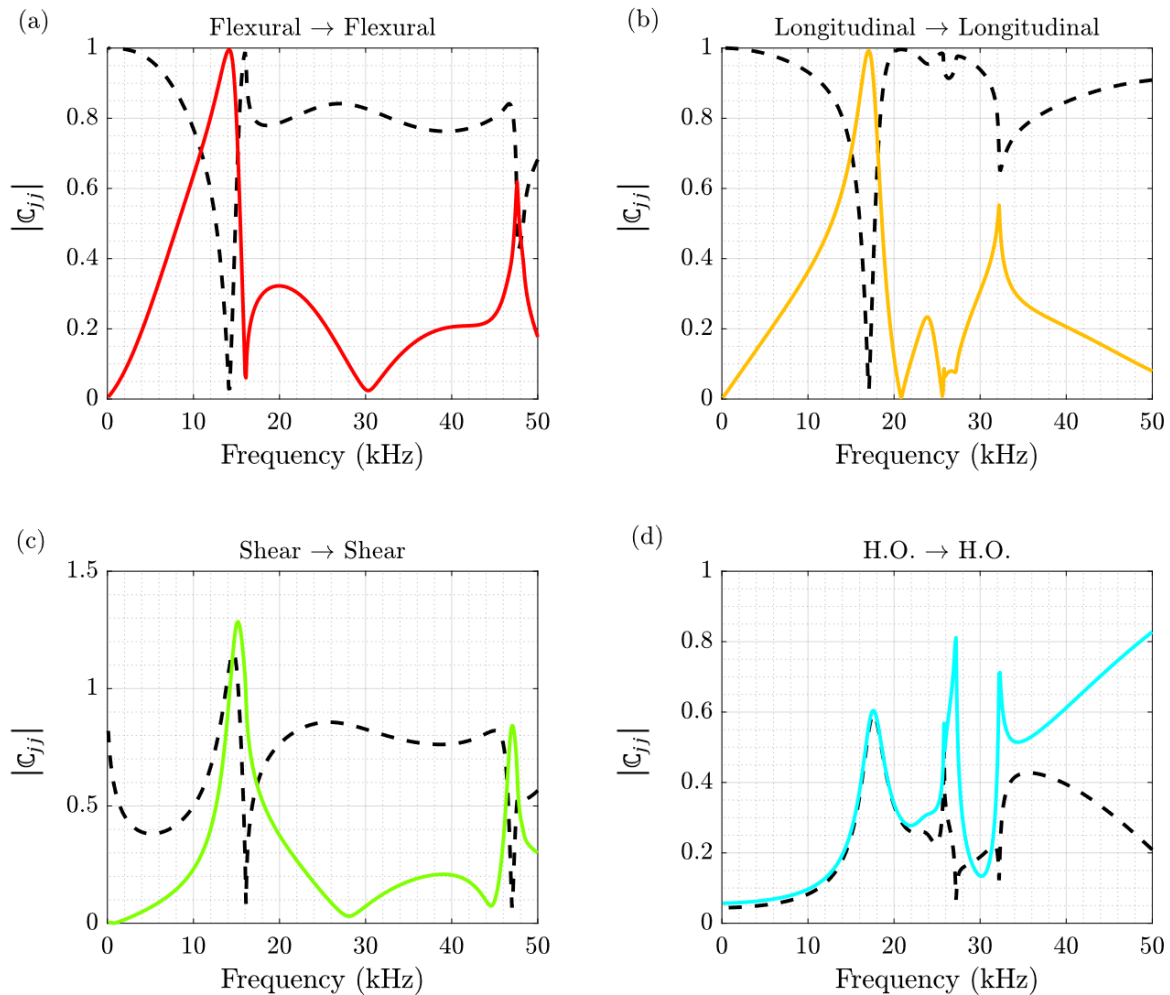 (a)
Flexural → Flexural
1
0.8
0.6
0.4
0.2
0
0 10 20 30 40 50
|ℂjj|
Frequency (kHz)
(b)
Longitudinal → Longitudinal
1
0.8
0.6
0.4
0.2
0
0 10 20 30 40 50
|ℂjj|
Frequency (kHz)
(c)
Shear → Shear
1.5
1
0.5
0
0 10 20 30 40 50
|ℂjj|
Frequency (kHz)
(d)
H.O. → H.O.
1
0.8
0.6
0.4
0.2
0
0 10 20 30 40 50
|ℂjj|
Frequency (kHz)